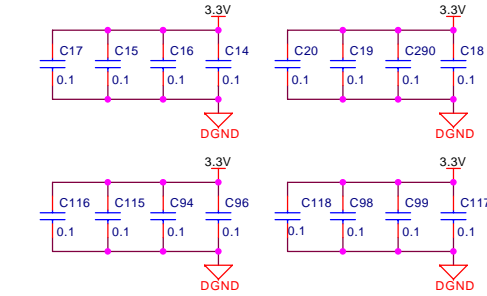 3.3V
3.3V
C17 C15 C16 C14
C20 C19 C290 C18
0.1 0.1 0.1 0.1
0.1 0.1 0.1 0.1
DGND
DGND
3.3V
3.3V
C116 C115 C94 C96
C118 C98 C99 C117
0.1 0.1 0.1 0.1
0.1 0.1 0.1 0.1
DGND
DGND